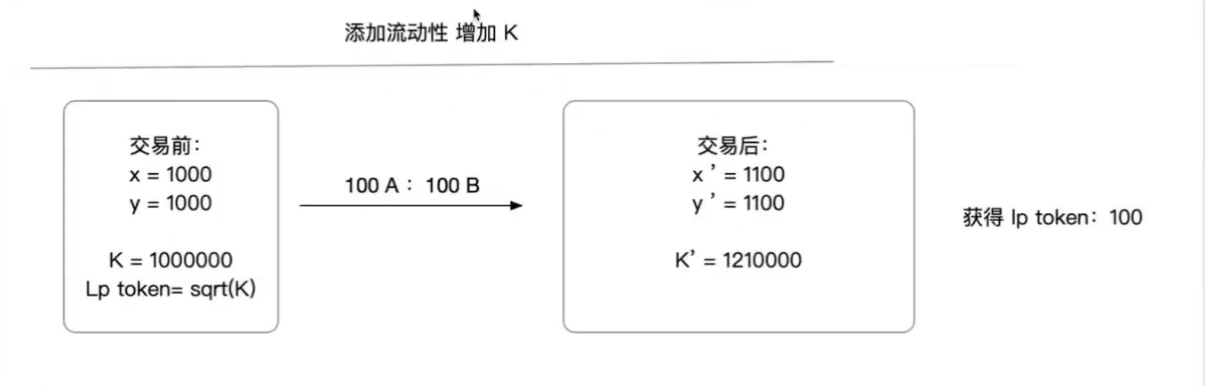 添加流动性 增加 K
交易前：
x = 1000
y = 1000
K = 1000000
Lp token= sqrt(K)
100 A ： 100 B
交易后：
x ’ = 1100
y ’ = 1100
K’ = 1210000
获得 lp token：100